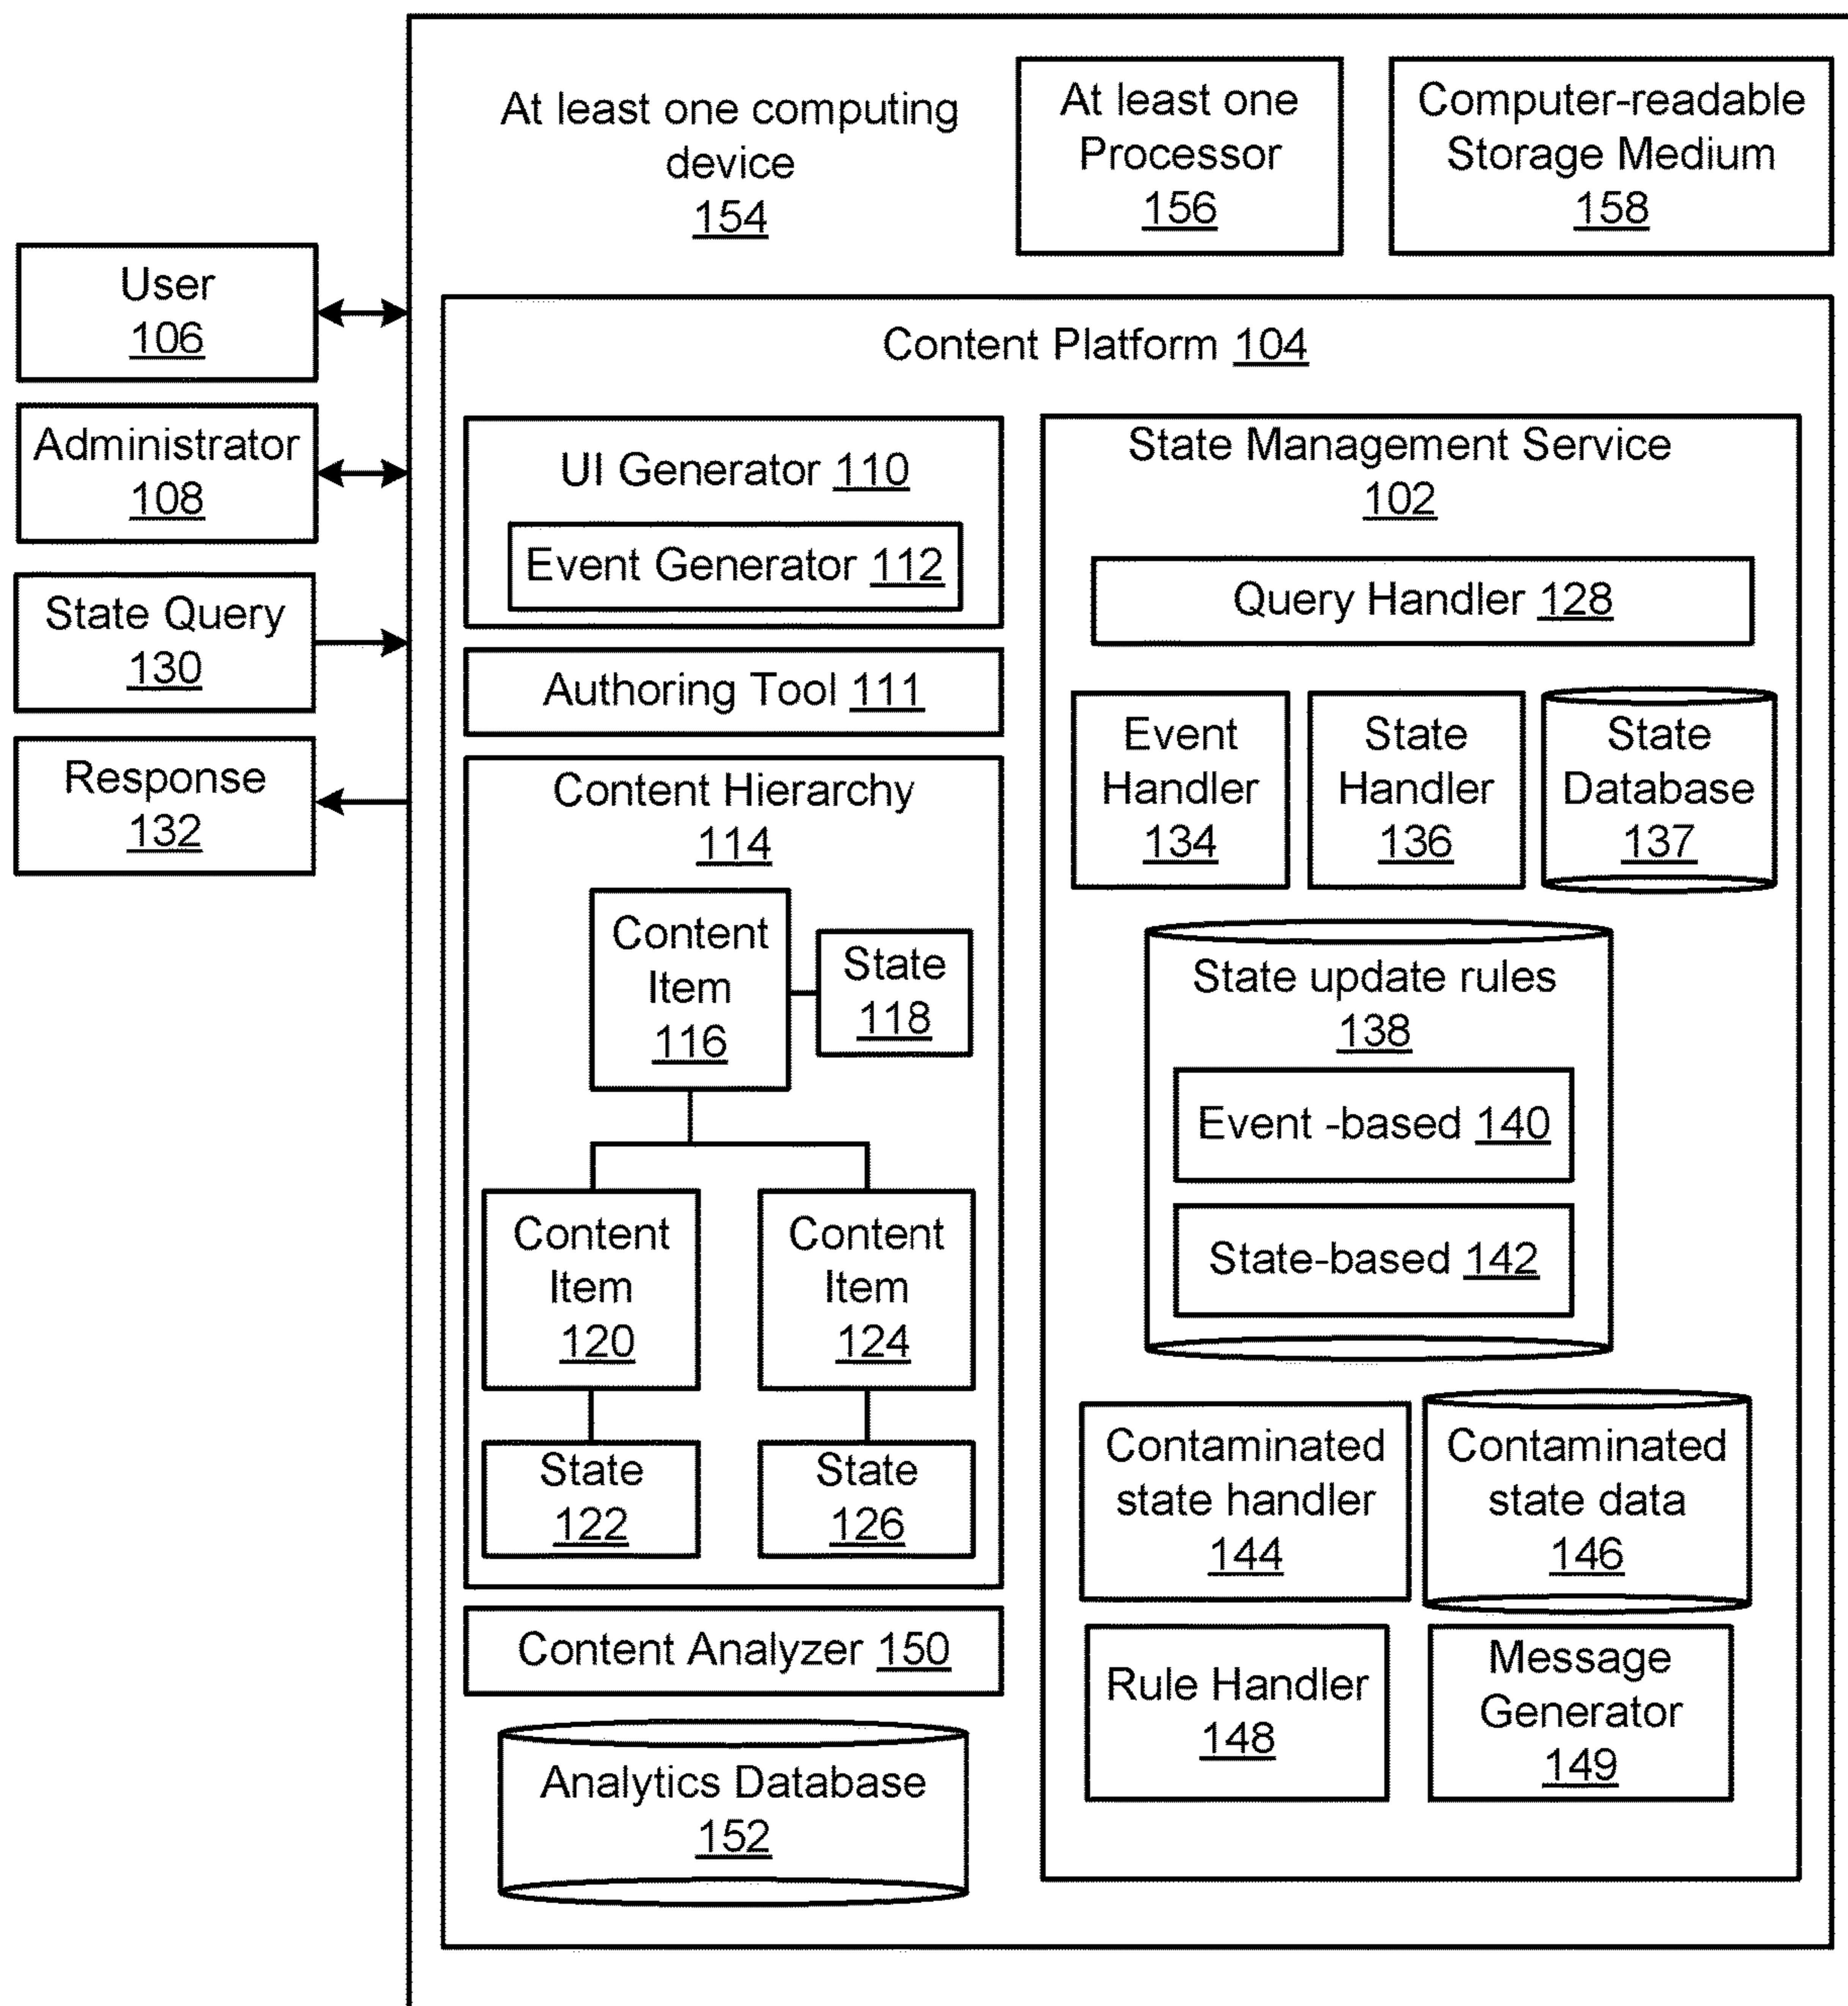 At least one computing
device
154
At least one
Processor
156
Computer-readable
Storage Medium
158
User
106
Administrator
108
State Query
130
Response
132
Content Platform 104
UI Generator 110
Event Generator 112
Authoring Tool 111
Content Hierarchy
114
Content
Item
116
State
118
Content
Item
120
Content
Item
124
State
122
State
126
Content Analyzer 150
Analytics Database
152
State Management Service
102
Query Handler 128
Event
Handler
134
State
Handler
136
State
Database
137
State update rules
138
Event -based 140
State-based 142
Contaminated
state handler
144
Contaminated
state data
146
Rule Handler
148
Message
Generator
149